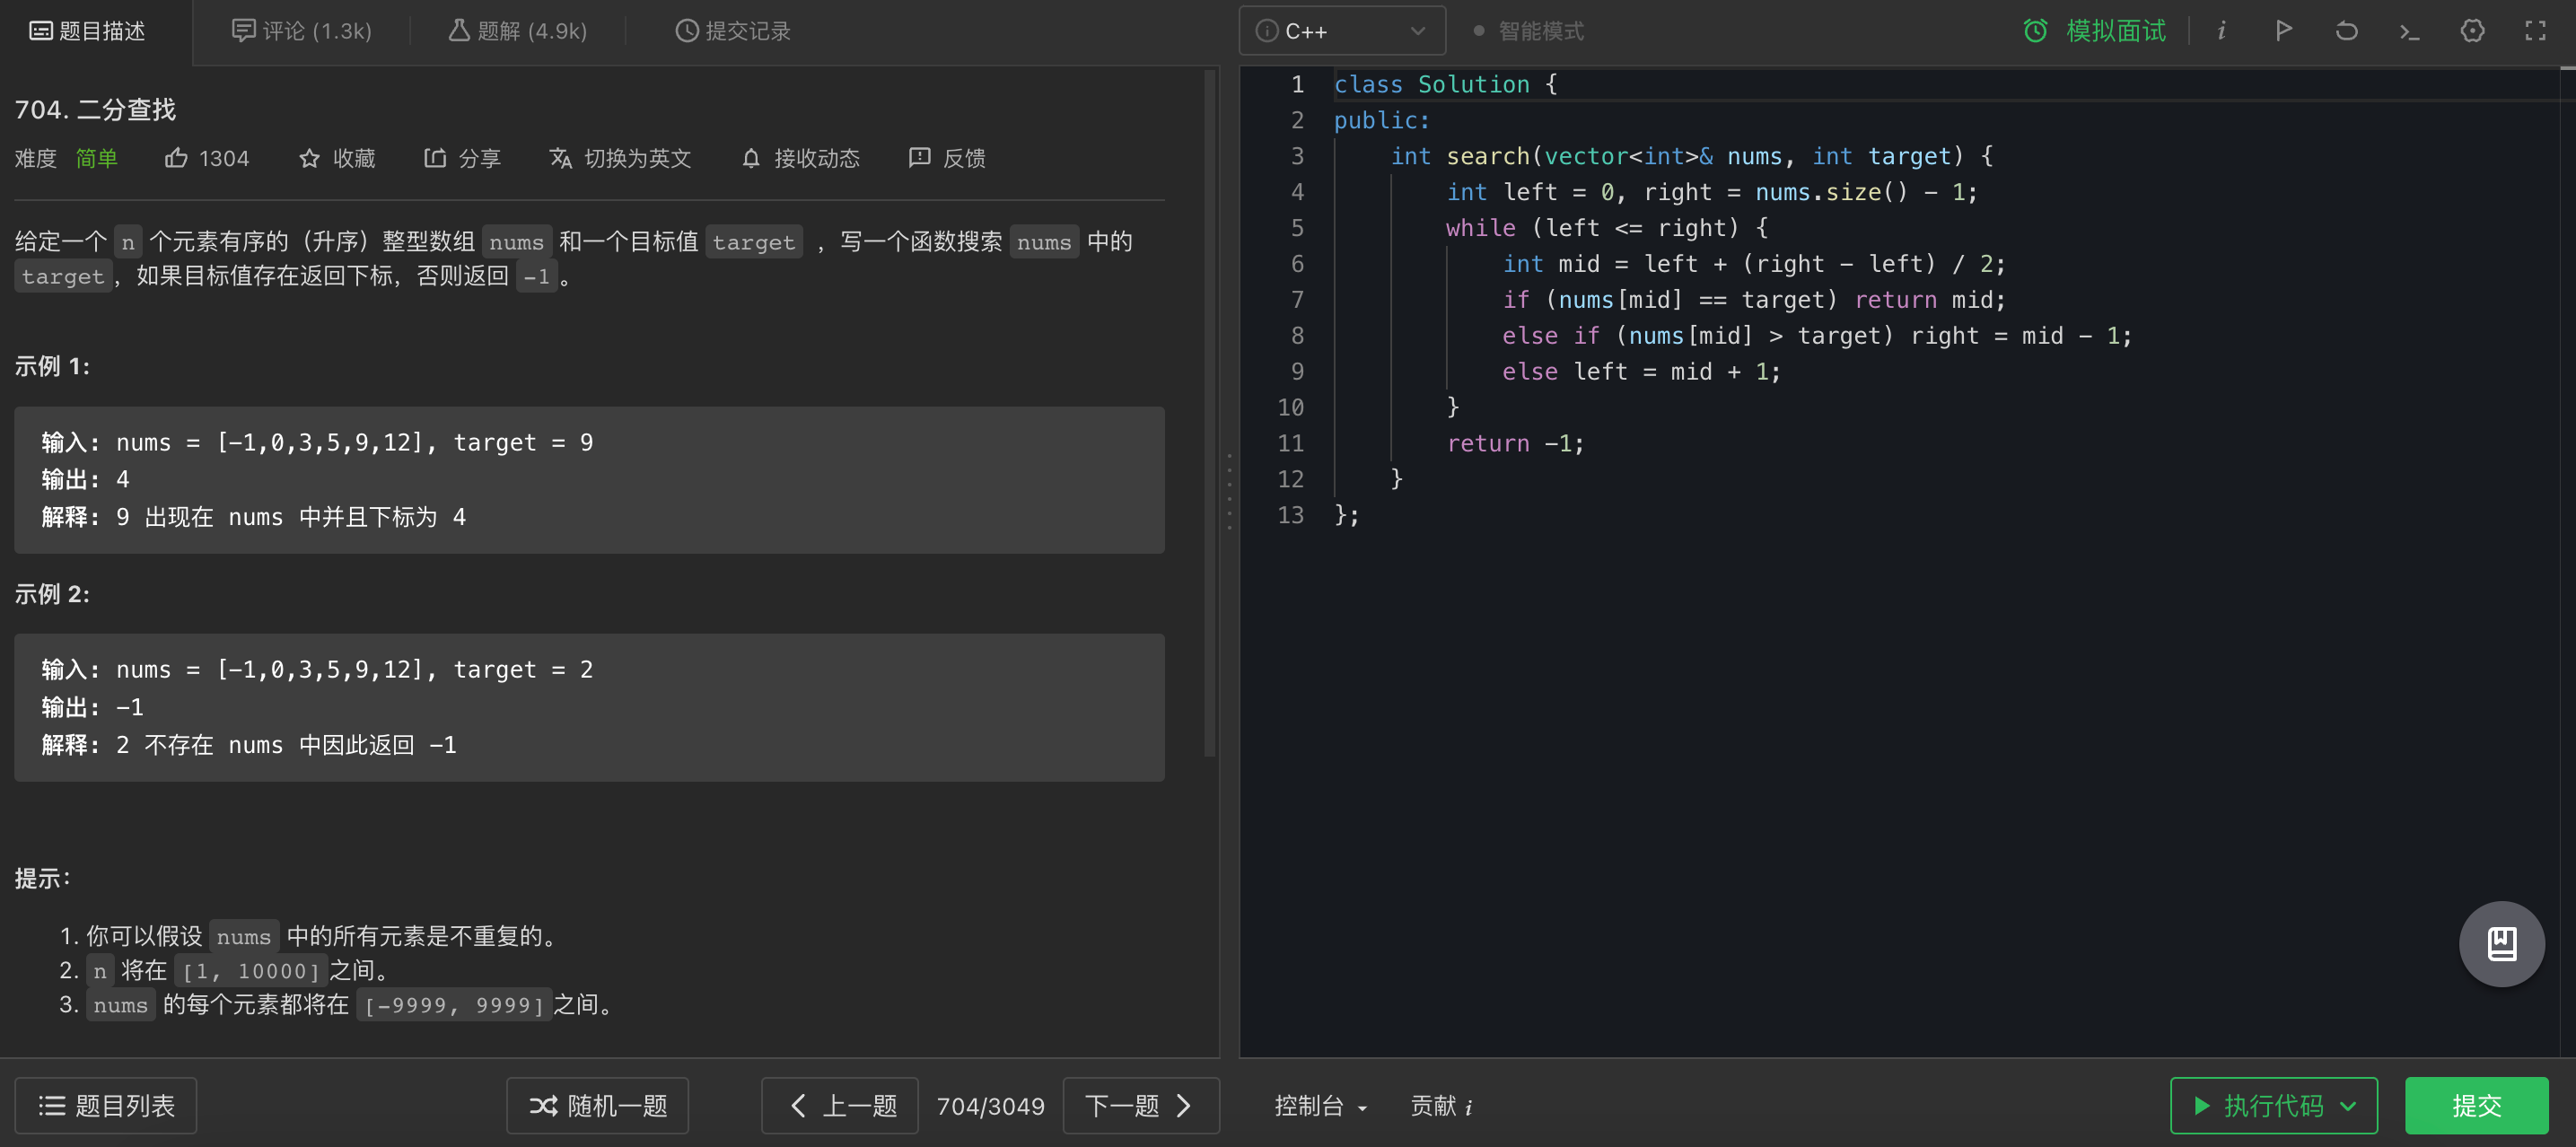 题目描述
评论 (1.3k)
题解 (4.9k)
提交记录
704. 二分查找
难度 简单 1304 收藏 分享 切换为英文 接收动态 反馈
给定一个 n 个元素有序的（升序）整型数组 nums 和一个目标值 target ，写一个函数搜索 nums 中的
target，如果目标值存在返回下标，否则返回 -1。
示例 1:
输入: nums = [-1,0,3,5,9,12], target = 9
输出: 4
解释: 9 出现在 nums 中并且下标为 4
示例 2:
输入: nums = [-1,0,3,5,9,12], target = 2
输出: -1
解释: 2 不存在 nums 中因此返回 -1
提示：
1. 你可以假设 nums 中的所有元素是不重复的。
2. n 将在 [1, 10000]之间。
3. nums 的每个元素都将在 [-9999, 9999]之间。
题目列表
随机一题
上一题
704/3049
下一题
C++
智能模式
模拟面试
1 class Solution {
2 public:
3     int search(vector<int>& nums, int target) {
4         int left = 0, right = nums.size() - 1;
5         while (left <= right) {
6             int mid = left + (right - left) / 2;
7             if (nums[mid] == target) return mid;
8             else if (nums[mid] > target) right = mid - 1;
9             else left = mid + 1;
10         }
11         return -1;
12     }
13 };
控制台
贡献 i
执行代码
提交